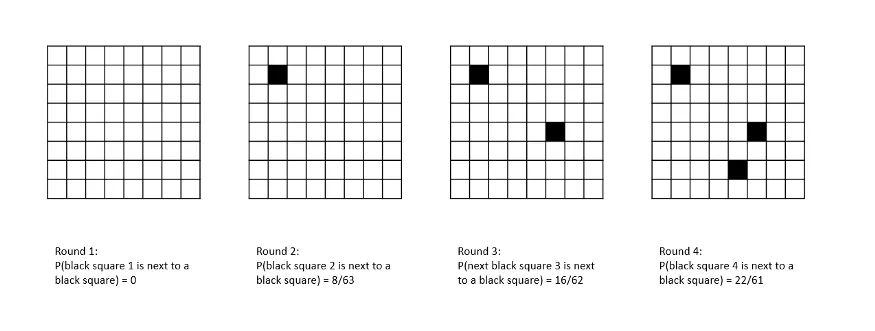 Round 1:
P(black square 1 is next to a
black square) = 0
Round 2:
P(black square 2 is next to a
black square) = 8/63
Round 3:
P(next black square 3 is next
to a black square) = 16/62
Round 4:
P(black square 4 is next to a
black square) = 22/61